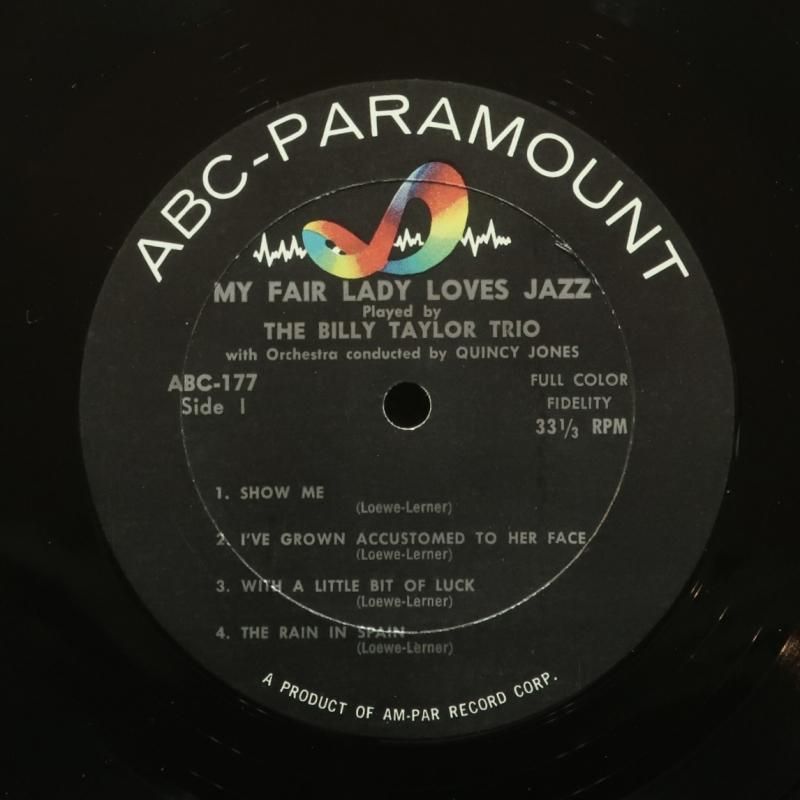 ABC-PARAMOUNT
MY FAIR LADY LOVES JAZZ
Played by
THE BILLY TAYLOR TRIO
with Orchestra conducted by QUINCY JONES
ABC-177
Side 1
FULL COLOR
FIDELITY
33 1/3 RPM
1. SHOW ME
(Loewe-Lerner)
2. I'VE GROWN ACCUSTOMED TO HER FACE
(Loewe-Lerner)
3. WITH A LITTLE BIT OF LUCK
(Loewe-Lerner)
4. THE RAIN IN SPAIN
(Loewe-Lerner)
A PRODUCT OF AM-PAR RECORD CORP.